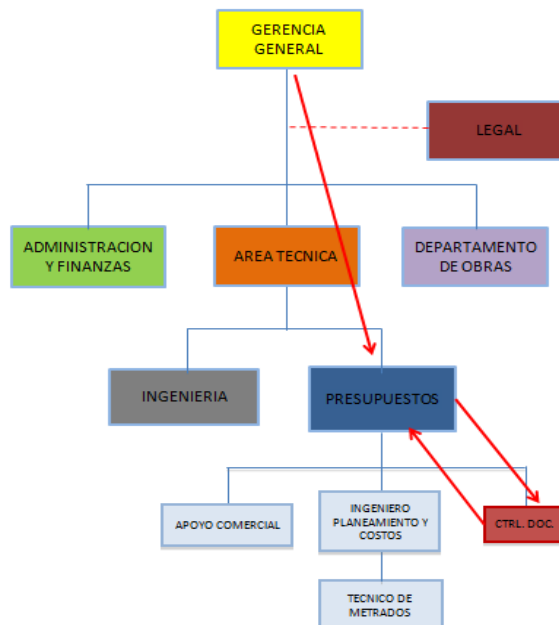 GERENCIA
GENERAL
LEGAL
ADMINISTRACION
Y FINANZAS
AREA TECNICA
DEPARTAMENTO
DE OBRAS
INGENIERIA
PRESUPUESTOS
APOYO COMERCIAL
INGENIERO
PLANEAMIENTO Y
COSTOS
CTRL. DOC.
TECNICO DE
METRADOS